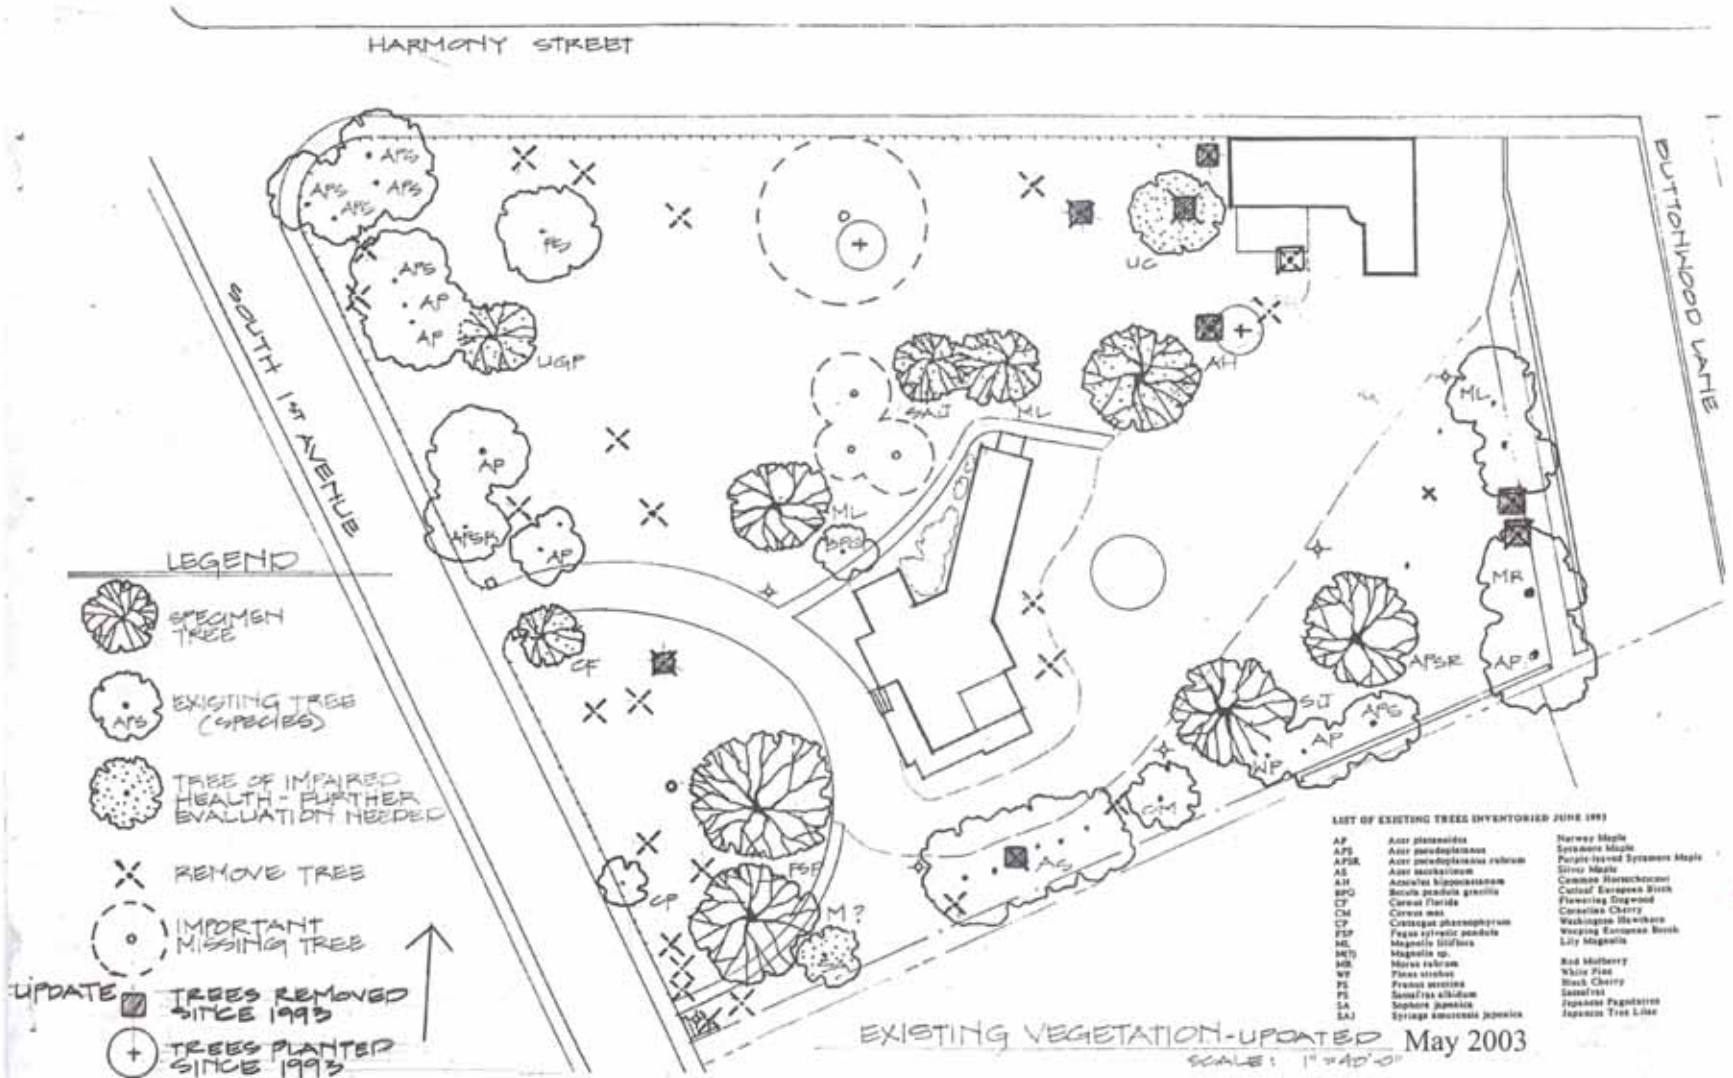 HARMONY STREET
BUTTONWOOD LANE
SOUTH 1ST AVENUE
APS
APS
APS
APS
APS
PS
UC
APS
AP
AP
UGP
AH
SAJ
ML
ML
AP
APSR
AP
ML
BPG
MR
AP
CF
APSR
SJ
APS
AP
WP
CM
AS
FSP
CP
M?
LEGEND
SPECIMEN
TREE
APS
EXISTING TREE
(SPECIES)
TREE OF IMPAIRED
HEALTH - FURTHER
EVALUATION NEEDED
REMOVE TREE
IMPORTANT
MISSING TREE
UPDATE
TREES REMOVED
SINCE 1993
TREES PLANTED
SINCE 1993
LIST OF EXISTING TREES INVENTORIED JUNE 1993
AP Acer platanoides Norway Maple
APS Acer pseudoplatanus Sycamore Maple
APSR Acer pseudoplatanus rubrum Purple-leaved Sycamore Maple
AS Acer saccharinum Silver Maple
AH Aesculus hippocastanum Common Horsechestnut
BPG Betula pendula gracilis Cutleaf European Birch
CF Cornus florida Flowering Dogwood
CM Cornus mas Cornelian Cherry
CP Crataegus phaenopyrum Washington Hawthorn
FSP Fagus sylvatic pendula Weeping European Beech
ML Magnolia liliflora Lily Magnolia
M(?) Magnolia sp.
MR Morus rubrum Red Mulberry
WP Pinus strobus White Pine
PS Prunus serotina Black Cherry
PS Sassafras albidum Sassafras
SA Sophora japonica Japanese Pagodatree
SAJ Syringa amurensis japonica Japanese Tree Lilac
EXISTING VEGETATION-UPDATED May 2003
SCALE: 1" = 40'-0"